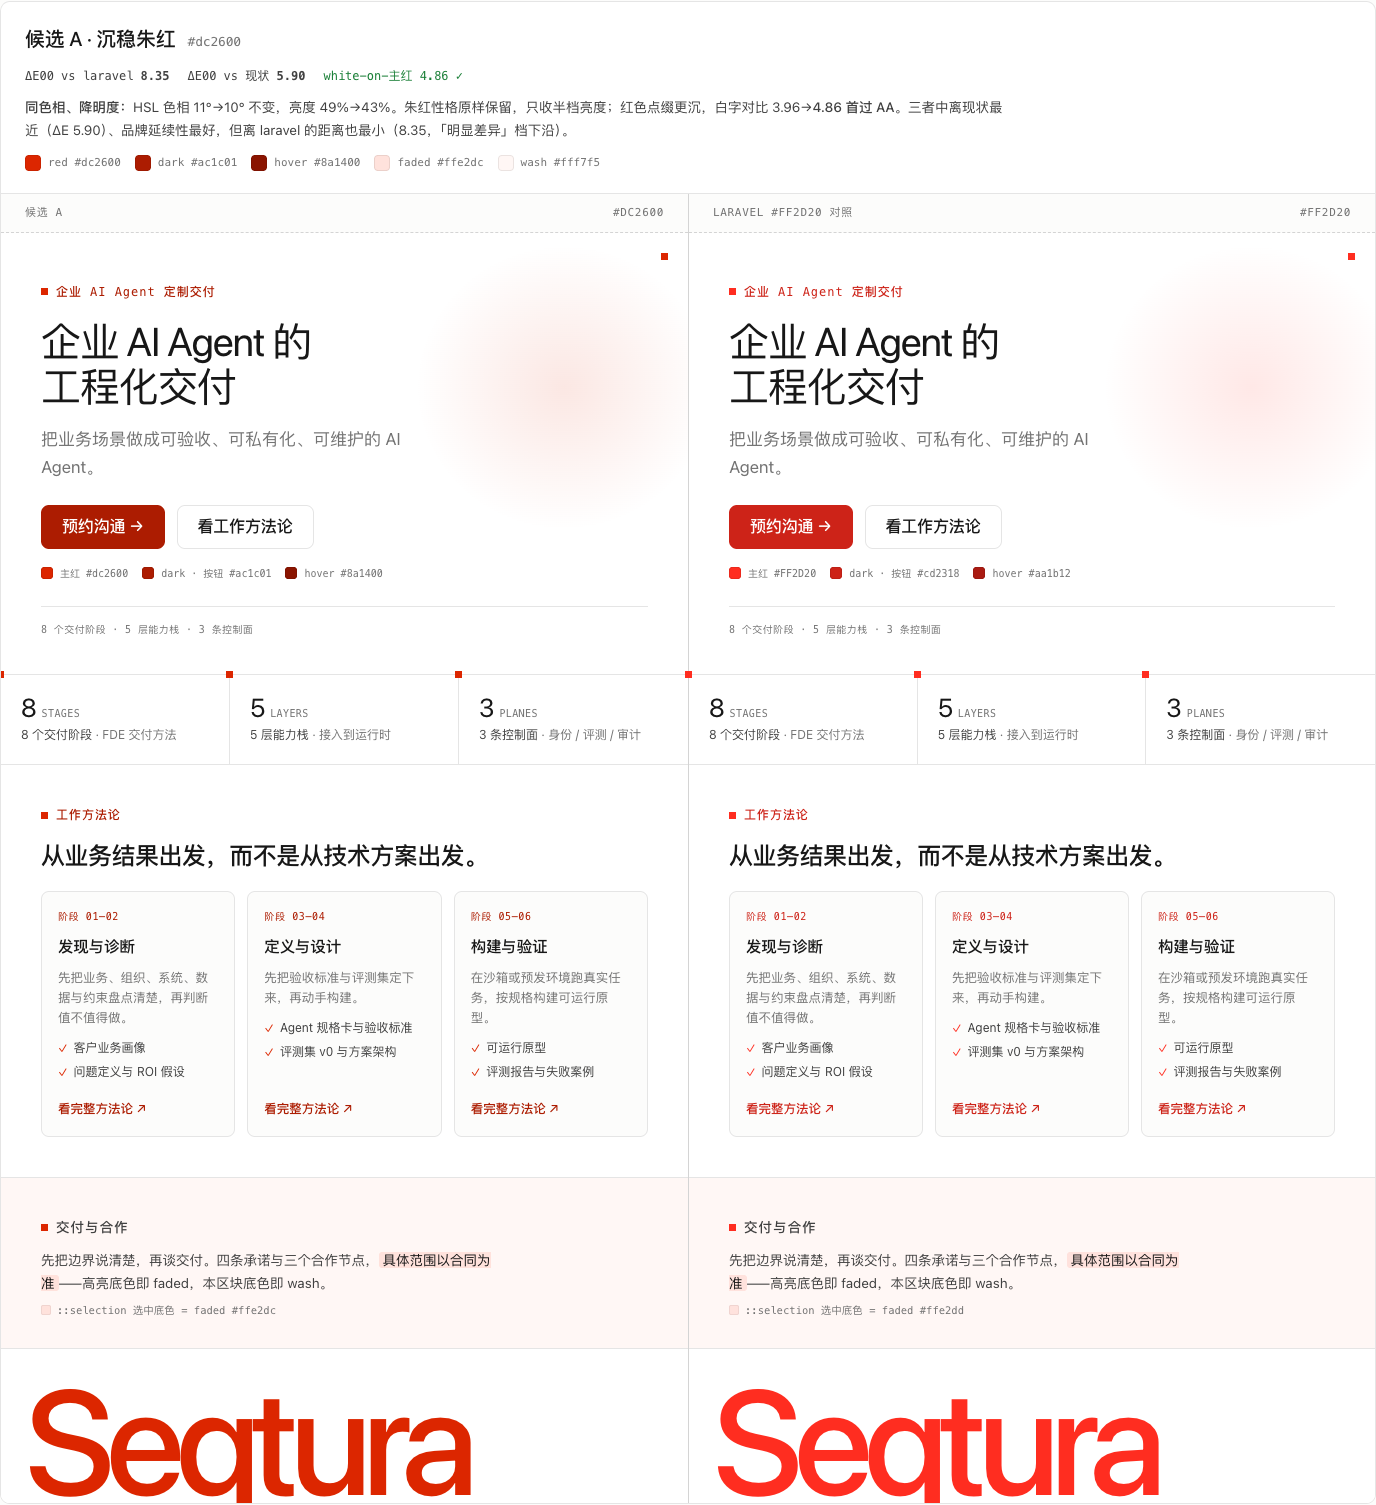 候选 A · 沉稳朱红 #dc2600
ΔE00 vs laravel 8.35 ΔE00 vs 现状 5.90 white-on-主红 4.86 ✓
同色相、降明度：HSL 色相 11°→10° 不变，亮度 49%→43%。朱红性格原样保留，只收半档亮度；红色点缀更沉，白字对比 3.96→4.86 首过 AA。三者中离现状最
近（ΔE 5.90）、品牌延续性最好，但离 laravel 的距离也最小（8.35，「明显差异」档下沿）。
red #dc2600 dark #ac1c01 hover #8a1400 faded #ffe2dc wash #fff7f5
候选 A #DC2600
企业 AI Agent 定制交付
企业 AI Agent 的
工程化交付
把业务场景做成可验收、可私有化、可维护的 AI
Agent。
预约沟通 → 看工作方法论
主红 #dc2600 dark · 按钮 #ac1c01 hover #8a1400
8 个交付阶段 · 5 层能力栈 · 3 条控制面
8 STAGES
8 个交付阶段 · FDE 交付方法
5 LAYERS
5 层能力栈 · 接入到运行时
3 PLANES
3 条控制面 · 身份 / 评测 / 审计
工作方法论
从业务结果出发，而不是从技术方案出发。
阶段 01—02
发现与诊断
先把业务、组织、系统、数
据与约束盘点清楚，再判断
值不值得做。
✓ 客户业务画像
✓ 问题定义与 ROI 假设
看完整方法论 ↗
阶段 03—04
定义与设计
先把验收标准与评测集定下
来，再动手构建。
✓ Agent 规格卡与验收标准
✓ 评测集 v0 与方案架构
看完整方法论 ↗
阶段 05—06
构建与验证
在沙箱或预发环境跑真实任
务，按规格构建可运行原
型。
✓ 可运行原型
✓ 评测报告与失败案例
看完整方法论 ↗
交付与合作
先把边界说清楚，再谈交付。四条承诺与三个合作节点，具体范围以合同为
准——高亮底色即 faded，本区块底色即 wash。
::selection 选中底色 = faded #ffe2dc
Seqtura
LARAVEL #FF2D20 对照 #FF2D20
企业 AI Agent 定制交付
企业 AI Agent 的
工程化交付
把业务场景做成可验收、可私有化、可维护的 AI
Agent。
预约沟通 → 看工作方法论
主红 #FF2D20 dark · 按钮 #cd2318 hover #aa1b12
8 个交付阶段 · 5 层能力栈 · 3 条控制面
8 STAGES
8 个交付阶段 · FDE 交付方法
5 LAYERS
5 层能力栈 · 接入到运行时
3 PLANES
3 条控制面 · 身份 / 评测 / 审计
工作方法论
从业务结果出发，而不是从技术方案出发。
阶段 01—02
发现与诊断
先把业务、组织、系统、数
据与约束盘点清楚，再判断
值不值得做。
✓ 客户业务画像
✓ 问题定义与 ROI 假设
看完整方法论 ↗
阶段 03—04
定义与设计
先把验收标准与评测集定下
来，再动手构建。
✓ Agent 规格卡与验收标准
✓ 评测集 v0 与方案架构
看完整方法论 ↗
阶段 05—06
构建与验证
在沙箱或预发环境跑真实任
务，按规格构建可运行原
型。
✓ 可运行原型
✓ 评测报告与失败案例
看完整方法论 ↗
交付与合作
先把边界说清楚，再谈交付。四条承诺与三个合作节点，具体范围以合同为
准——高亮底色即 faded，本区块底色即 wash。
::selection 选中底色 = faded #ffe2dd
Seqtura